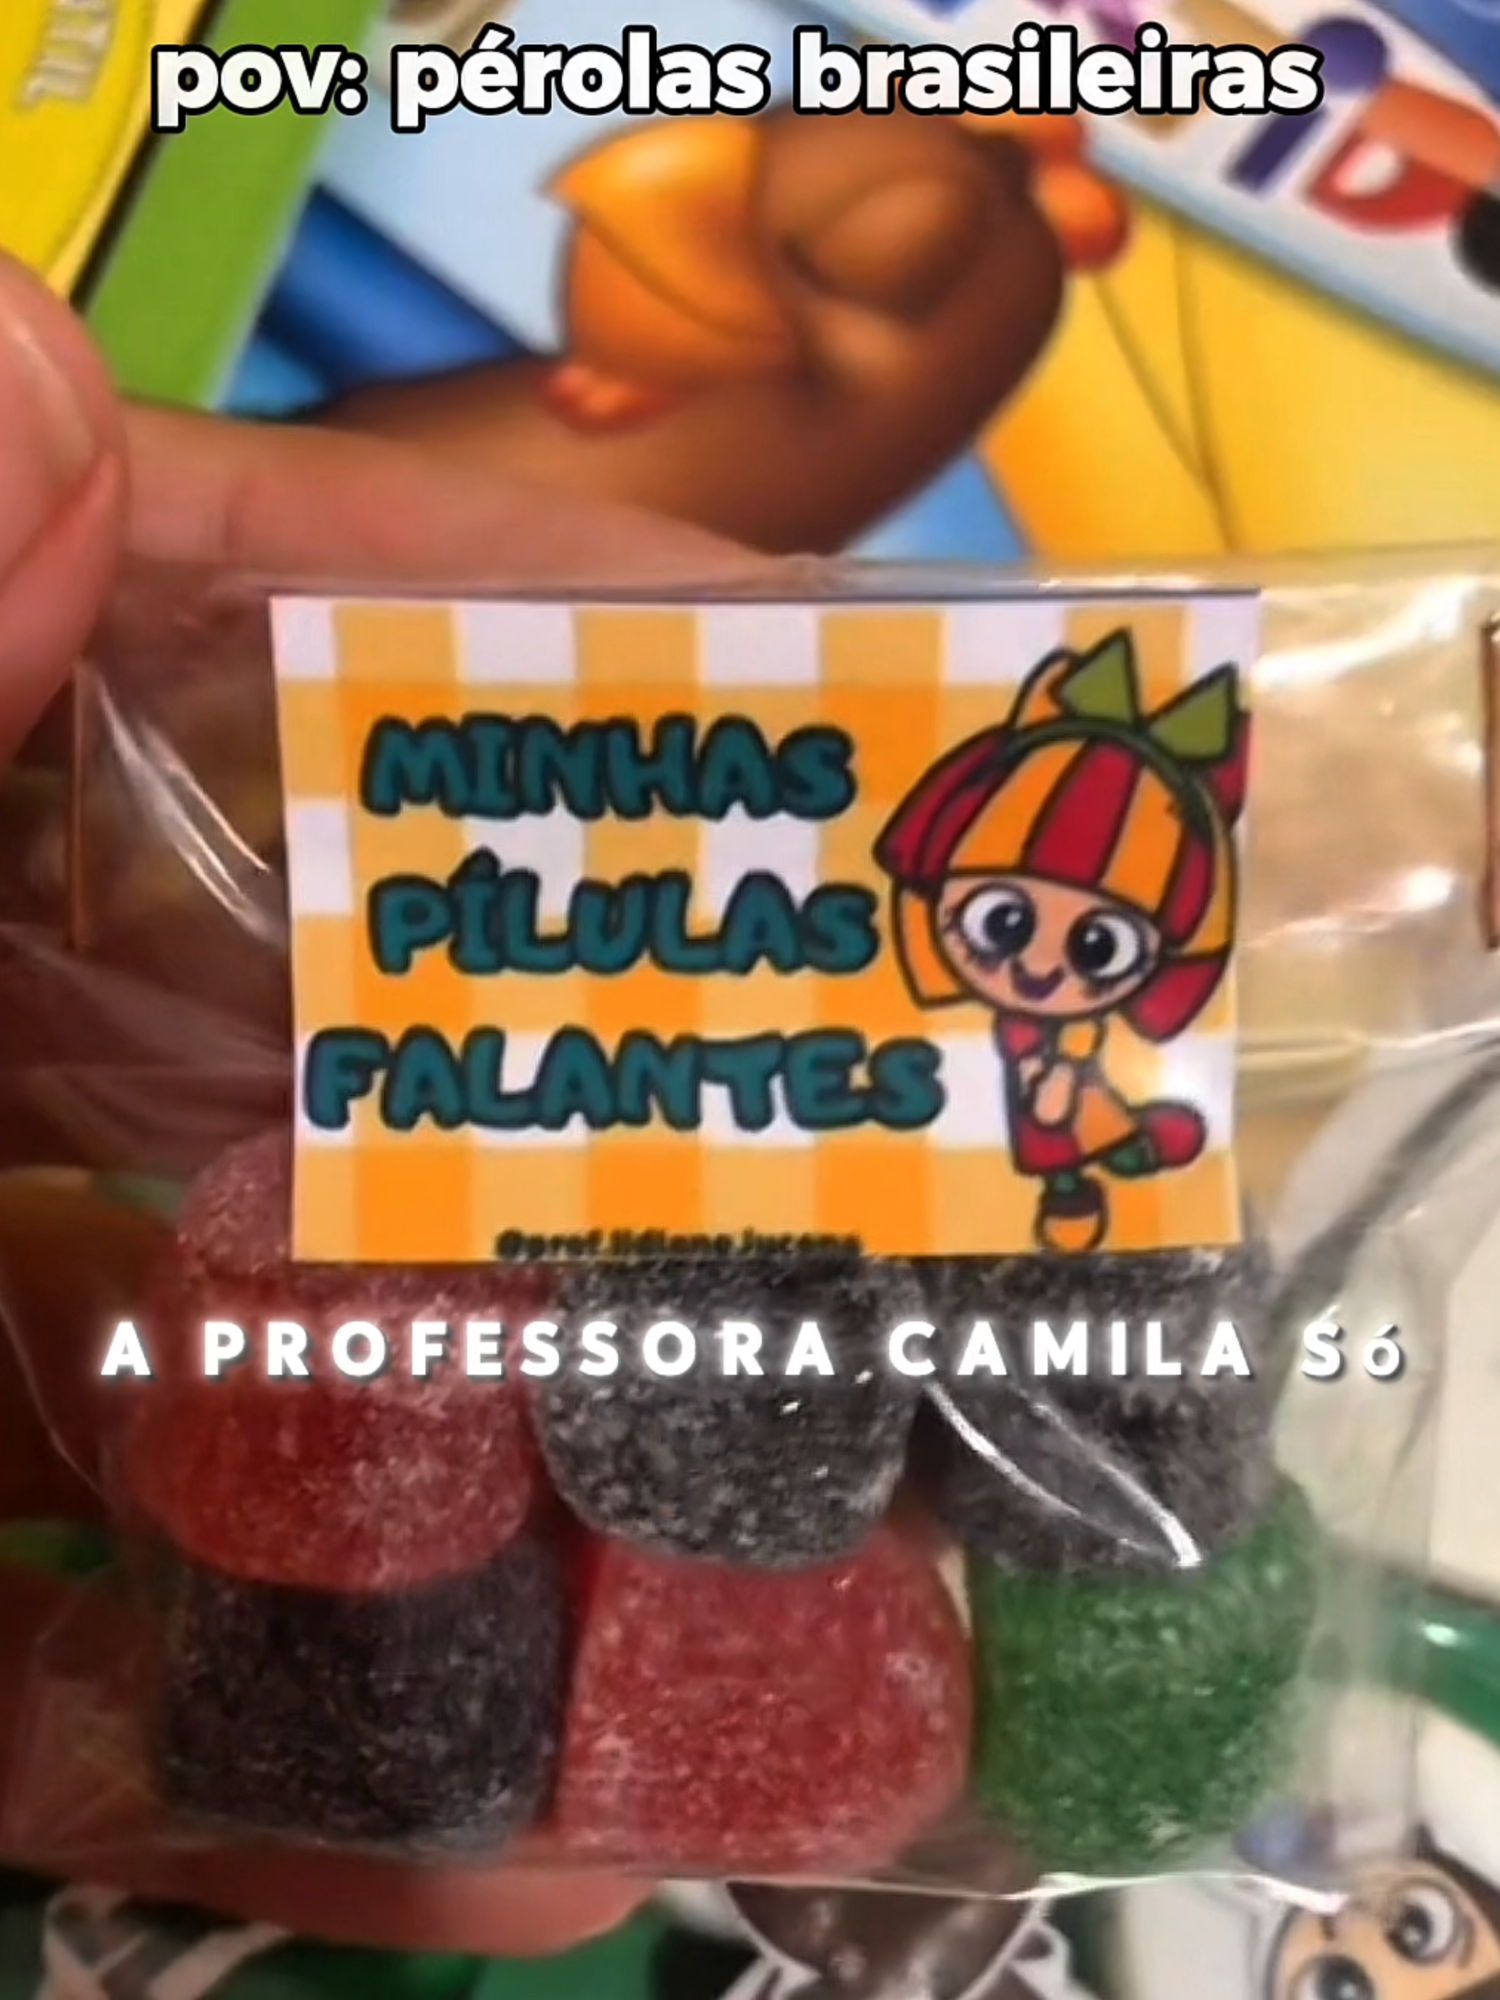 pov: pérolas brasileiras
MINHAS
PÍLULAS
FALANTES
A PROFESSORA CAMILA Só